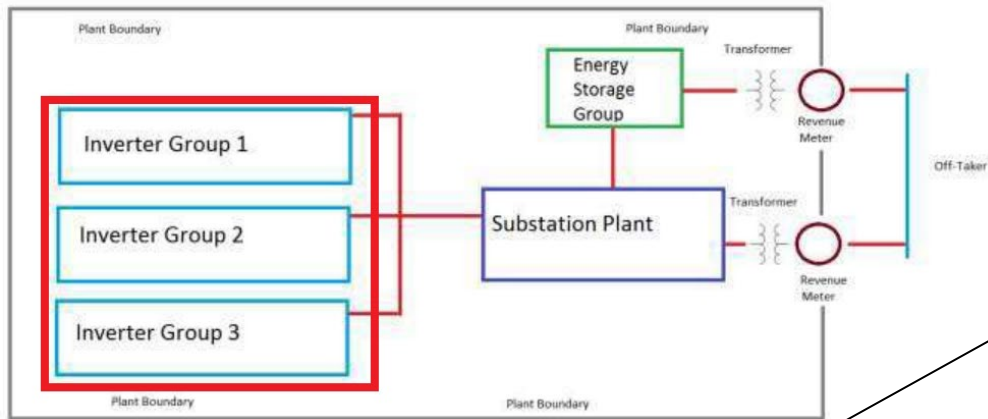 Plant Boundary
Plant Boundary
Transformer
Energy
Storage
Group
Revenue
Meter
Inverter Group 1
Off-Taker
Transformer
Inverter Group 2
Substation Plant
Revenue
Meter
Inverter Group 3
Plant Boundary
Plant Boundary